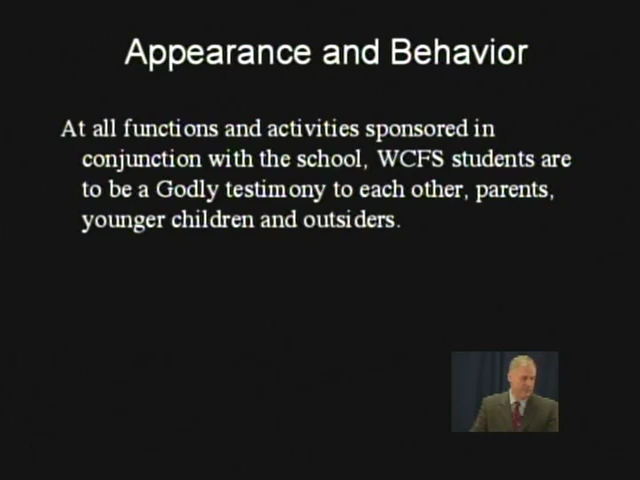 Appearance and Behavior
At all functions and activities sponsored in
conjunction with the school, WCFS students are
to be a Godly testimony to each other, parents,
younger children and outsiders.